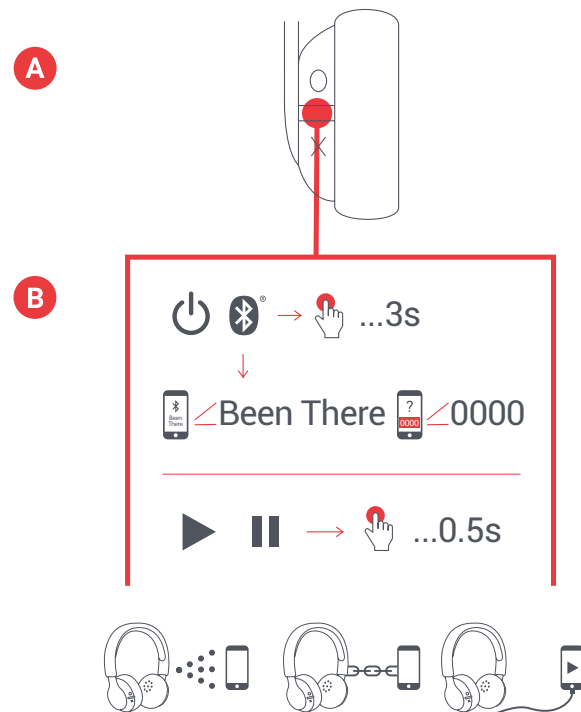 A
B
® ...3s
Been There
Been There ? 0000 0000
...0.5s